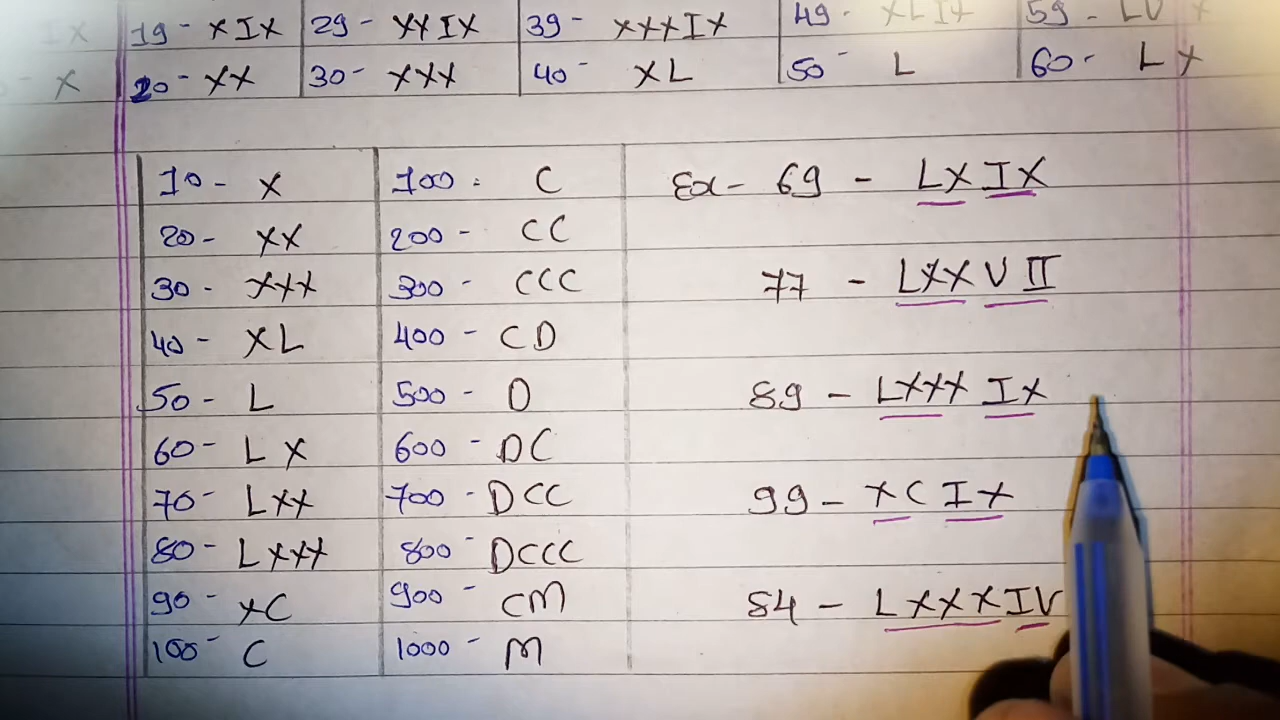 IX 19 - XIX 29 - XXIX 39 - XXXIX 49 - XLIX 59 - LV X
X 20 - XX 30 - XXX 40 - XL 50 - L 60 - LX
10 - X 100 - C Ex - 69 - LXIX
20 - XX 200 - CC
30 - XXX 300 - CCC 77 - LXXVII
40 - XL 400 - CD
50 - L 500 - D 89 - LXXXIX
60 - LX 600 - DC
70 - LXX 700 - DCC 99 - XCIX
80 - LXXX 800 - DCCC
90 - XC 900 - CM 84 - LXXXIV
100 - C 1000 - M